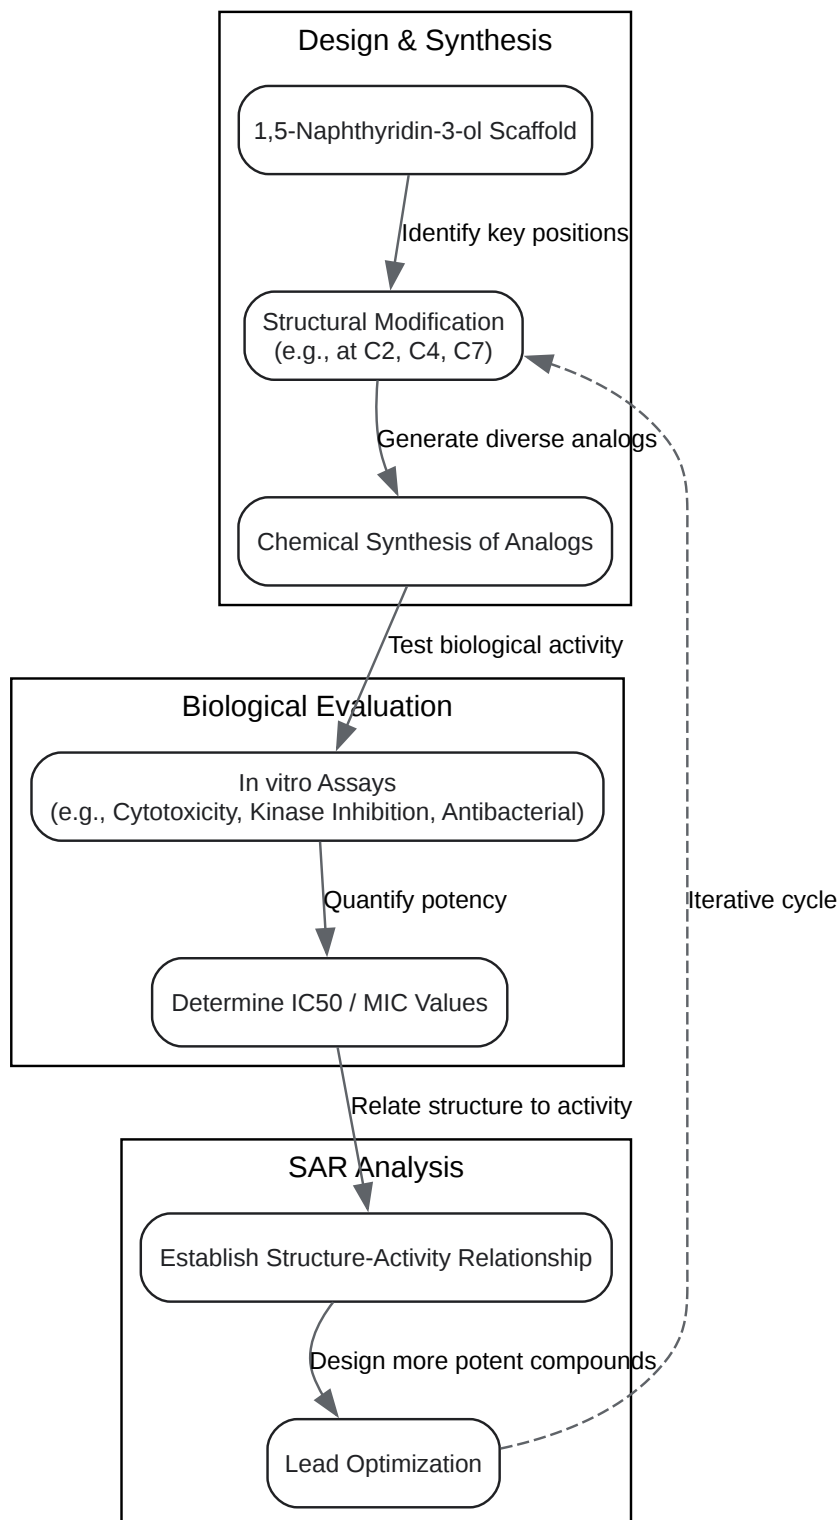 Design & Synthesis
1,5-Naphthyridin-3-ol Scaffold
Identify key positions
Structural Modification
(e.g., at C2, C4, C7)
Generate diverse analogs
Chemical Synthesis of Analogs
Test biological activity
Biological Evaluation
In vitro Assays
(e.g., Cytotoxicity, Kinase Inhibition, Antibacterial)
Quantify potency
Iterative cycle
Determine IC50 / MIC Values
Relate structure to activity
SAR Analysis
Establish Structure-Activity Relationship
Design more potent compounds
Lead Optimization